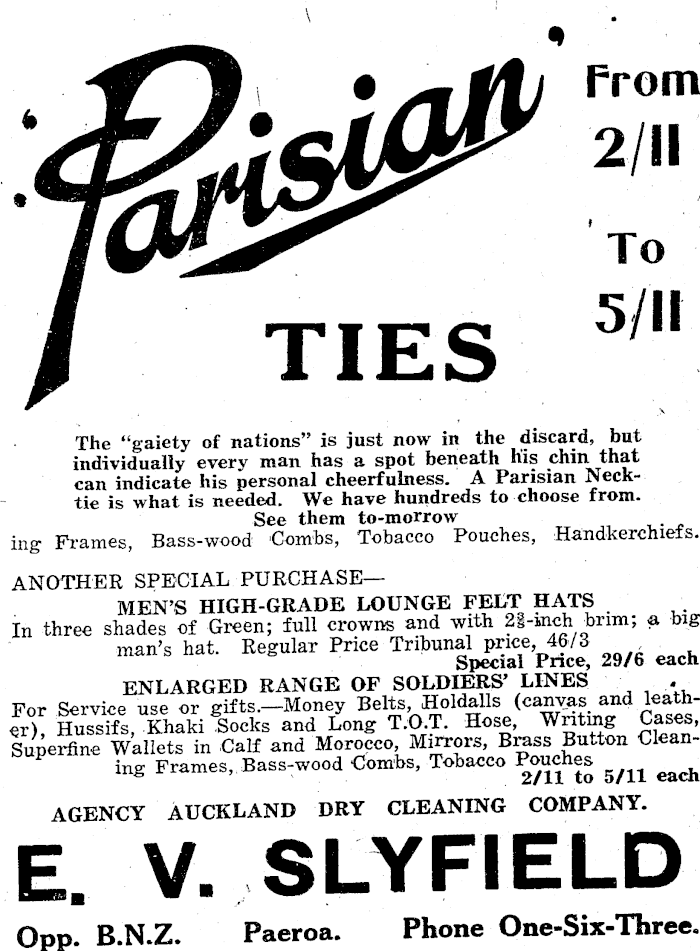 'Parisian'
From
2/11
To
5/11
TIES
The "gaiety of nations" is just now in the discard, but
individually every man has a spot beneath his chin that
can indicate his personal cheerfulness. A Parisian Neck-
tie is what is needed. We have hundreds to choose from.
See them to-morrow
ing Frames, Bass-wood Combs, Tobacco Pouches, Handkerchiefs.
ANOTHER SPECIAL PURCHASE—
MEN'S HIGH-GRADE LOUNGE FELT HATS
In three shades of Green; full crowns and with 2⅜-inch brim; a big
man's hat. Regular Price Tribunal price, 46/3
Special Price, 29/6 each
ENLARGED RANGE OF SOLDIERS' LINES
For Service use or gifts.—Money Belts, Holdalls (canvas and leath-
er), Hussifs, Khaki Socks and Long T.O.T. Hose, Writing Cases,
Superfine Wallets in Calf and Morocco, Mirrors, Brass Button Clean-
ing Frames, Bass-wood Combs, Tobacco Pouches
2/11 to 5/11 each
AGENCY AUCKLAND DRY CLEANING COMPANY.
E. V. SLYFIELD
Opp. B.N.Z. Paeroa. Phone One-Six-Three.